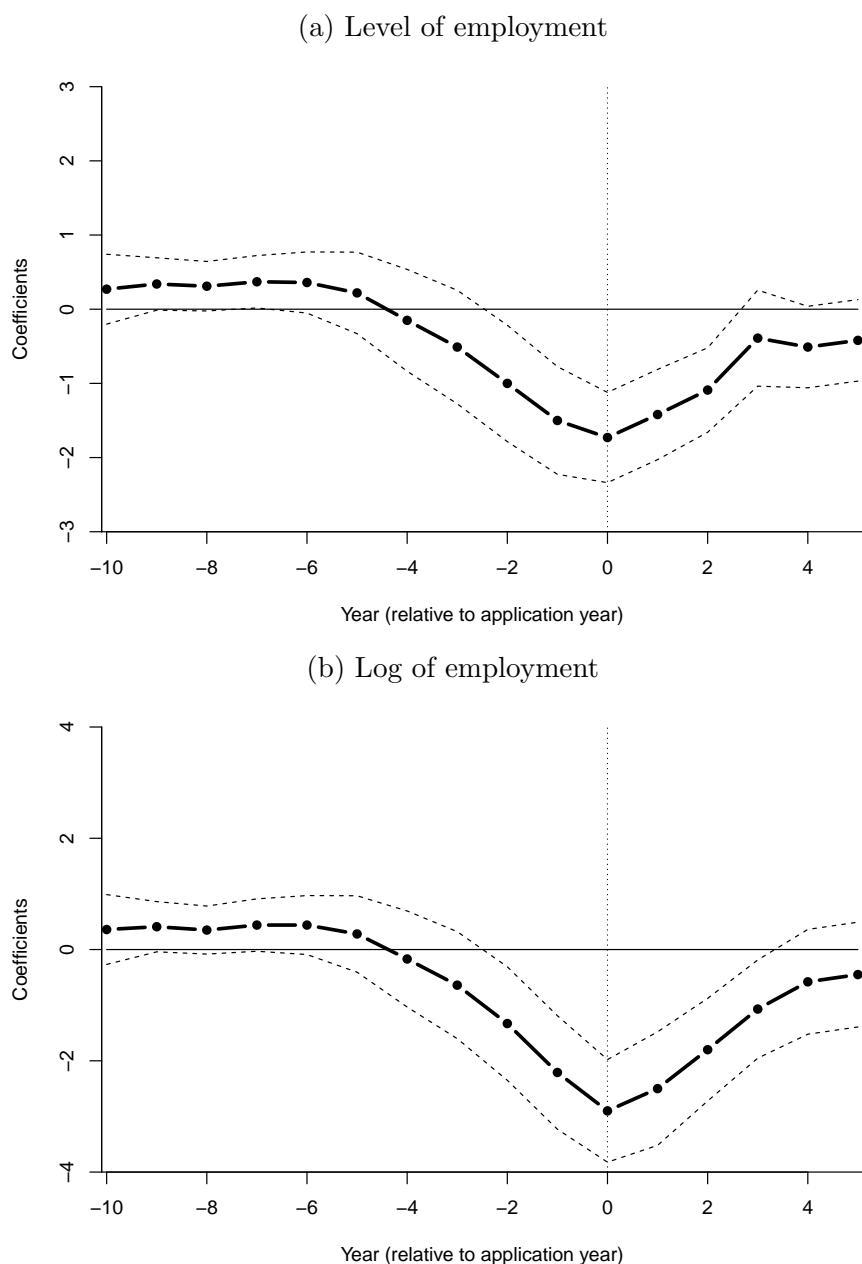 (a) Level of employment
3
2
1
0
−1
−2
−3
Coefficients
−10 −8 −6 −4 −2 0 2 4
Year (relative to application year)
(b) Log of employment
4
2
0
−2
−4
Coefficients
−10 −8 −6 −4 −2 0 2 4
Year (relative to application year)